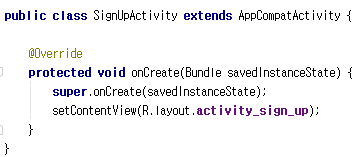 public class SignUpActivity extends AppCompatActivity {
@Override
protected void onCreate(Bundle savedInstanceState) {
super.onCreate(savedInstanceState);
setContentView(R.layout.activity_sign_up);
}
}